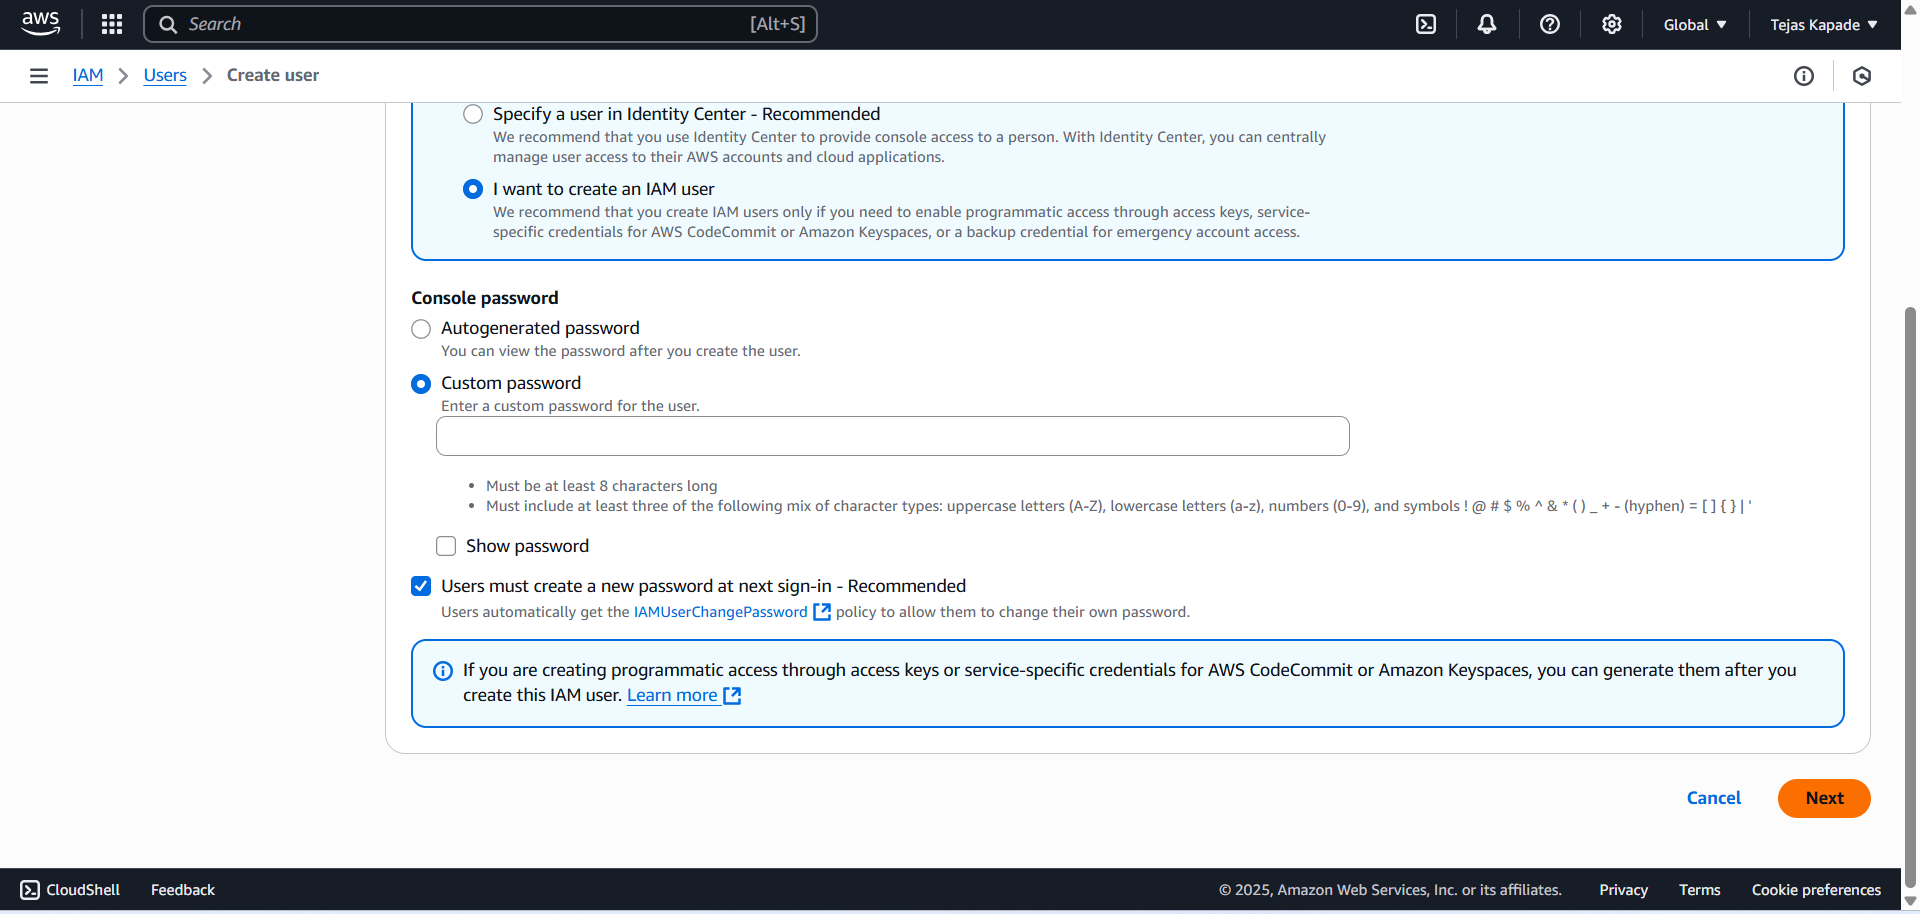 aws
Search [Alt+S]
Global
Tejas Kapade
IAM
Users
Create user
Specify a user in Identity Center - Recommended
We recommend that you use Identity Center to provide console access to a person. With Identity Center, you can centrally
manage user access to their AWS accounts and cloud applications.
I want to create an IAM user
We recommend that you create IAM users only if you need to enable programmatic access through access keys, service-
specific credentials for AWS CodeCommit or Amazon Keyspaces, or a backup credential for emergency account access.
Console password
Autogenerated password
You can view the password after you create the user.
Custom password
Enter a custom password for the user.
• Must be at least 8 characters long
• Must include at least three of the following mix of character types: uppercase letters (A-Z), lowercase letters (a-z), numbers (0-9), and symbols ! @ # $ % ^ & * ( ) _ + - (hyphen) = [ ] { } | '
Show password
Users must create a new password at next sign-in - Recommended
Users automatically get the IAMUserChangePassword policy to allow them to change their own password.
If you are creating programmatic access through access keys or service-specific credentials for AWS CodeCommit or Amazon Keyspaces, you can generate them after you
create this IAM user. Learn more
Cancel
Next
CloudShell
Feedback
© 2025, Amazon Web Services, Inc. or its affiliates.
Privacy
Terms
Cookie preferences